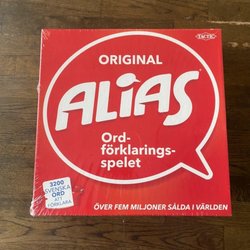 TACTIC
ORIGINAL
ALiAS
Ord-
förklarings-
spelet
3200
SVENSKA
ORD
ATT
FÖRKLARA
ÖVER FEM MILJONER SÅLDA I VÄRLDEN